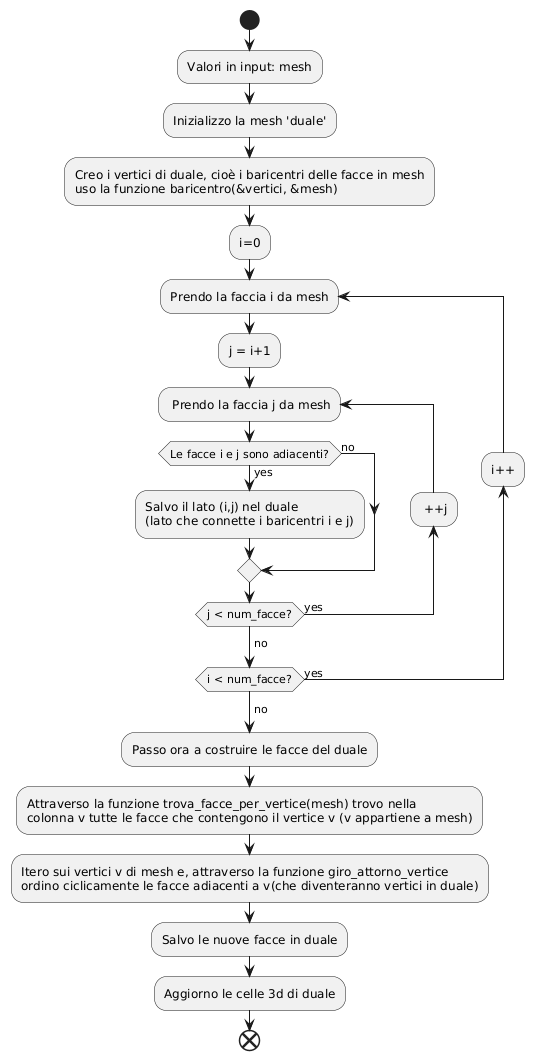 Valori in input: mesh
Inizializzo la mesh 'duale'
Creo i vertici di duale, cioè i baricentri delle facce in mesh
uso la funzione baricentro(&vertici, &mesh)
i=0
Prendo la faccia i da mesh
j = i+1
Prendo la faccia j da mesh
Le facce i e j sono adiacenti?
no
yes
Salvo il lato (i,j) nel duale
(lato che connette i baricentri i e j)
++j
i++
j < num_facce?
yes
no
i < num_facce?
yes
no
Passo ora a costruire le facce del duale
Attraverso la funzione trova_facce_per_vertice(mesh) trovo nella
colonna v tutte le facce che contengono il vertice v (v appartiene a mesh)
Itero sui vertici v di mesh e, attraverso la funzione giro_attorno_vertice
ordino ciclicamente le facce adiacenti a v(che diventeranno vertici in duale)
Salvo le nuove facce in duale
Aggiorno le celle 3d di duale